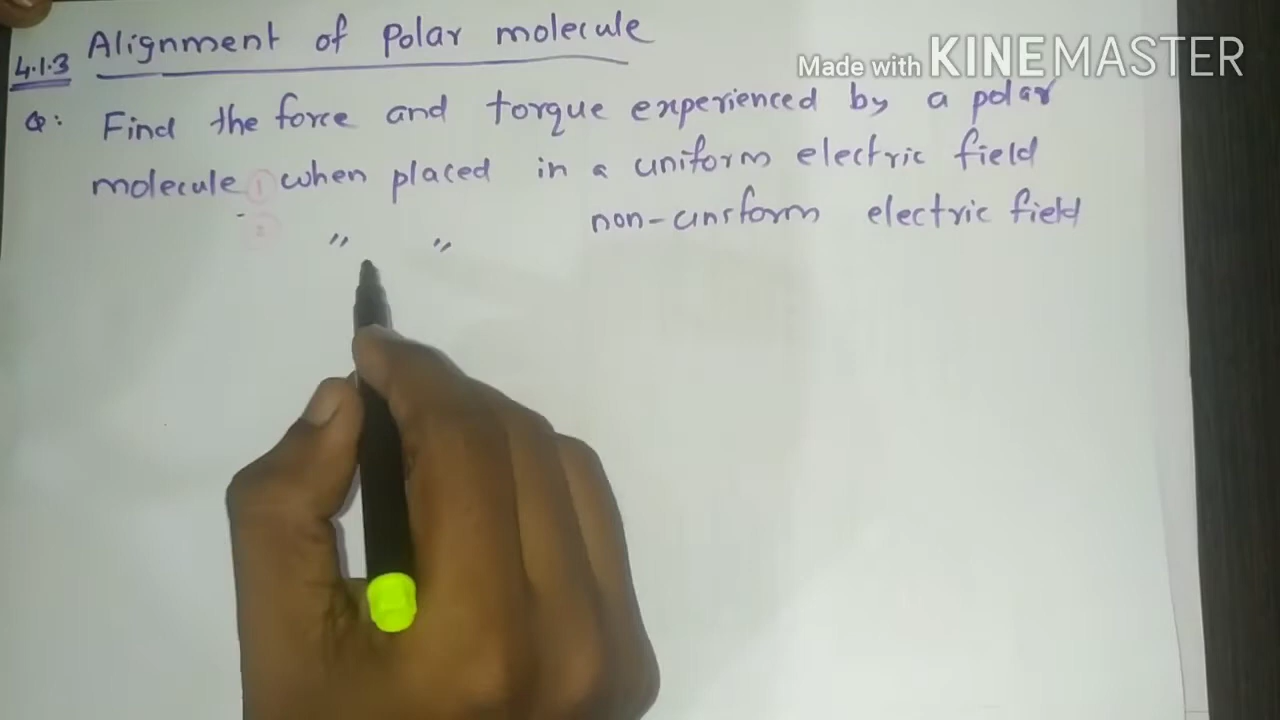 4.1.3 Alignment of Polar molecule
Made with KINEMASTER
Q: Find the force and torque experienced by a polar
molecule ① when placed in a uniform electric field
② " " non-uniform electric field